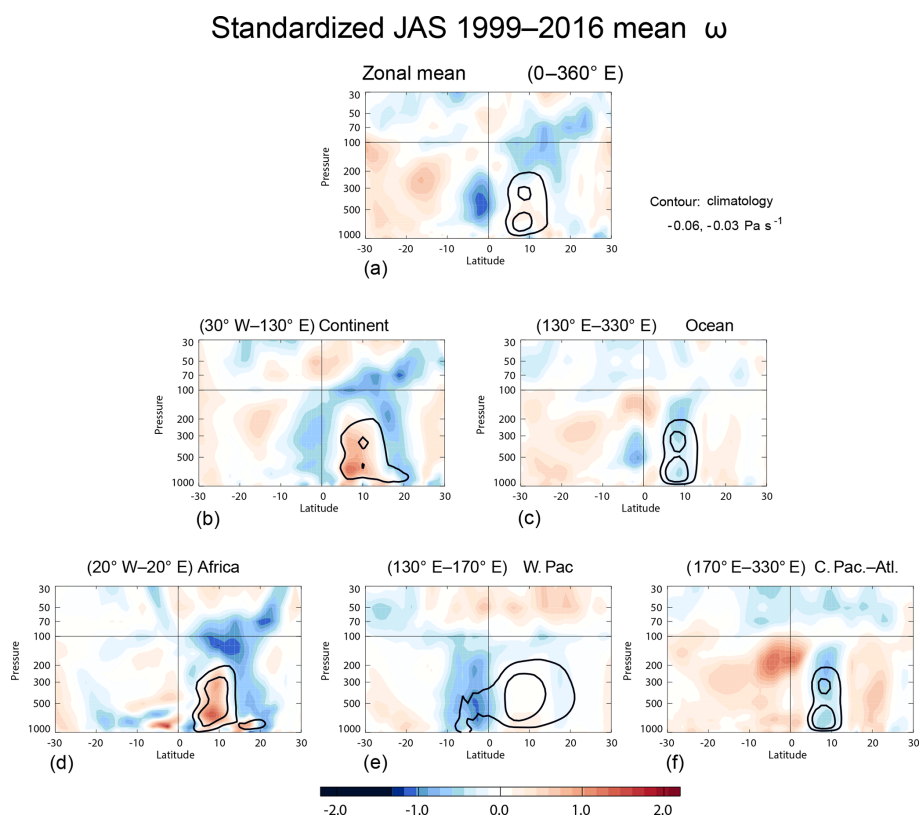 Standardized JAS 1999–2016 mean ω
Zonal mean (0–360° E)
30
50
70
100
200
300
500
1000
Pressure
-30 -20 -10 0 10 20 30
Latitude
(a)
Contour: climatology
-0.06, -0.03 Pa s⁻¹
(30° W–130° E) Continent
30
50
70
100
200
300
500
1000
Pressure
-30 -20 -10 0 10 20 30
Latitude
(b)
(130° E–330° E) Ocean
30
50
70
100
200
300
500
1000
Pressure
-30 -20 -10 0 10 20 30
Latitude
(c)
(20° W–20° E) Africa
30
50
70
100
200
300
500
1000
Pressure
-30 -20 -10 0 10 20 30
Latitude
(d)
(130° E–170° E) W. Pac
30
50
70
100
200
300
500
1000
Pressure
-30 -20 -10 0 10 20 30
Latitude
(e)
(170° E–330° E) C. Pac.–Atl.
30
50
70
100
200
300
500
1000
Pressure
-30 -20 -10 0 10 20 30
Latitude
(f)
-2.0 -1.0 0.0 1.0 2.0